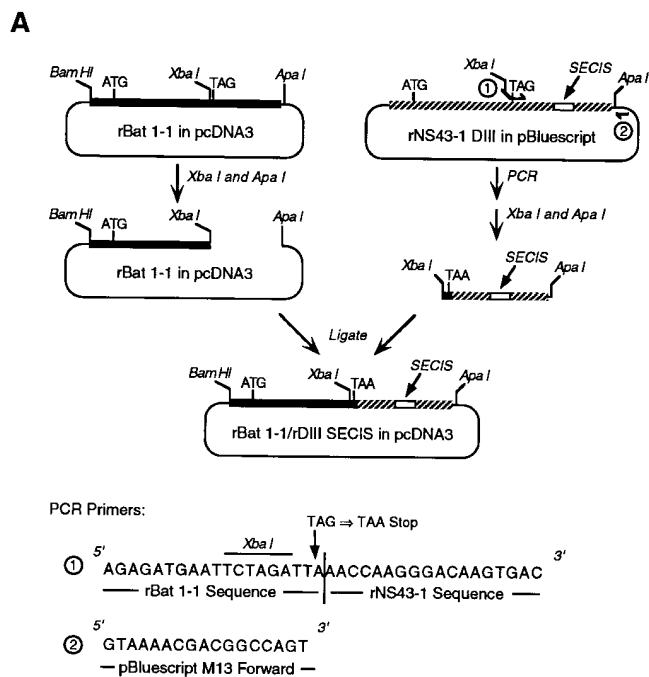 A
BamHI ATG Xba I TAG Apa I
rBat 1-1 in pcDNA3
Xba I and Apa I
BamHI ATG Xba I Apa I
rBat 1-1 in pcDNA3
ATG Xba I 1 TAG SECIS Apa I
rNS43-1 DIII in pBluescript 2
PCR
Xba I and Apa I
Xba I TAA SECIS Apa I
Ligate
BamHI ATG Xba I TAA SECIS Apa I
rBat 1-1/rDIII SECIS in pcDNA3
PCR Primers:
TAG ⇒ TAA Stop
Xba I
1 5' AGAGATGAATTCTAGATTAAACCAAGGGACAAGTGAC 3'
rBat 1-1 Sequence rNS43-1 Sequence
2 5' GTAAAACGACGGCCAGT 3'
pBluescript M13 Forward